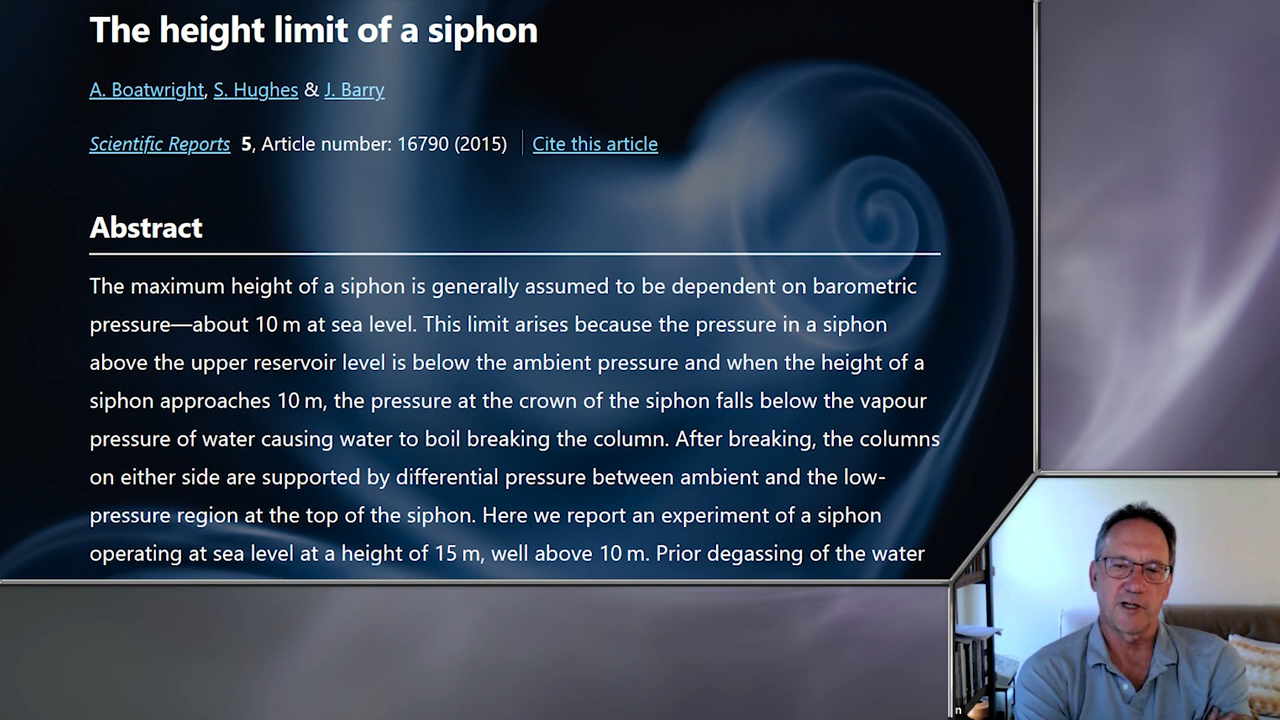 The height limit of a siphon
A. Boatwright, S. Hughes & J. Barry
Scientific Reports 5, Article number: 16790 (2015) Cite this article
Abstract
The maximum height of a siphon is generally assumed to be dependent on barometric
pressure—about 10 m at sea level. This limit arises because the pressure in a siphon
above the upper reservoir level is below the ambient pressure and when the height of a
siphon approaches 10 m, the pressure at the crown of the siphon falls below the vapour
pressure of water causing water to boil breaking the column. After breaking, the columns
on either side are supported by differential pressure between ambient and the low-
pressure region at the top of the siphon. Here we report an experiment of a siphon
operating at sea level at a height of 15 m, well above 10 m. Prior degassing of the water
n